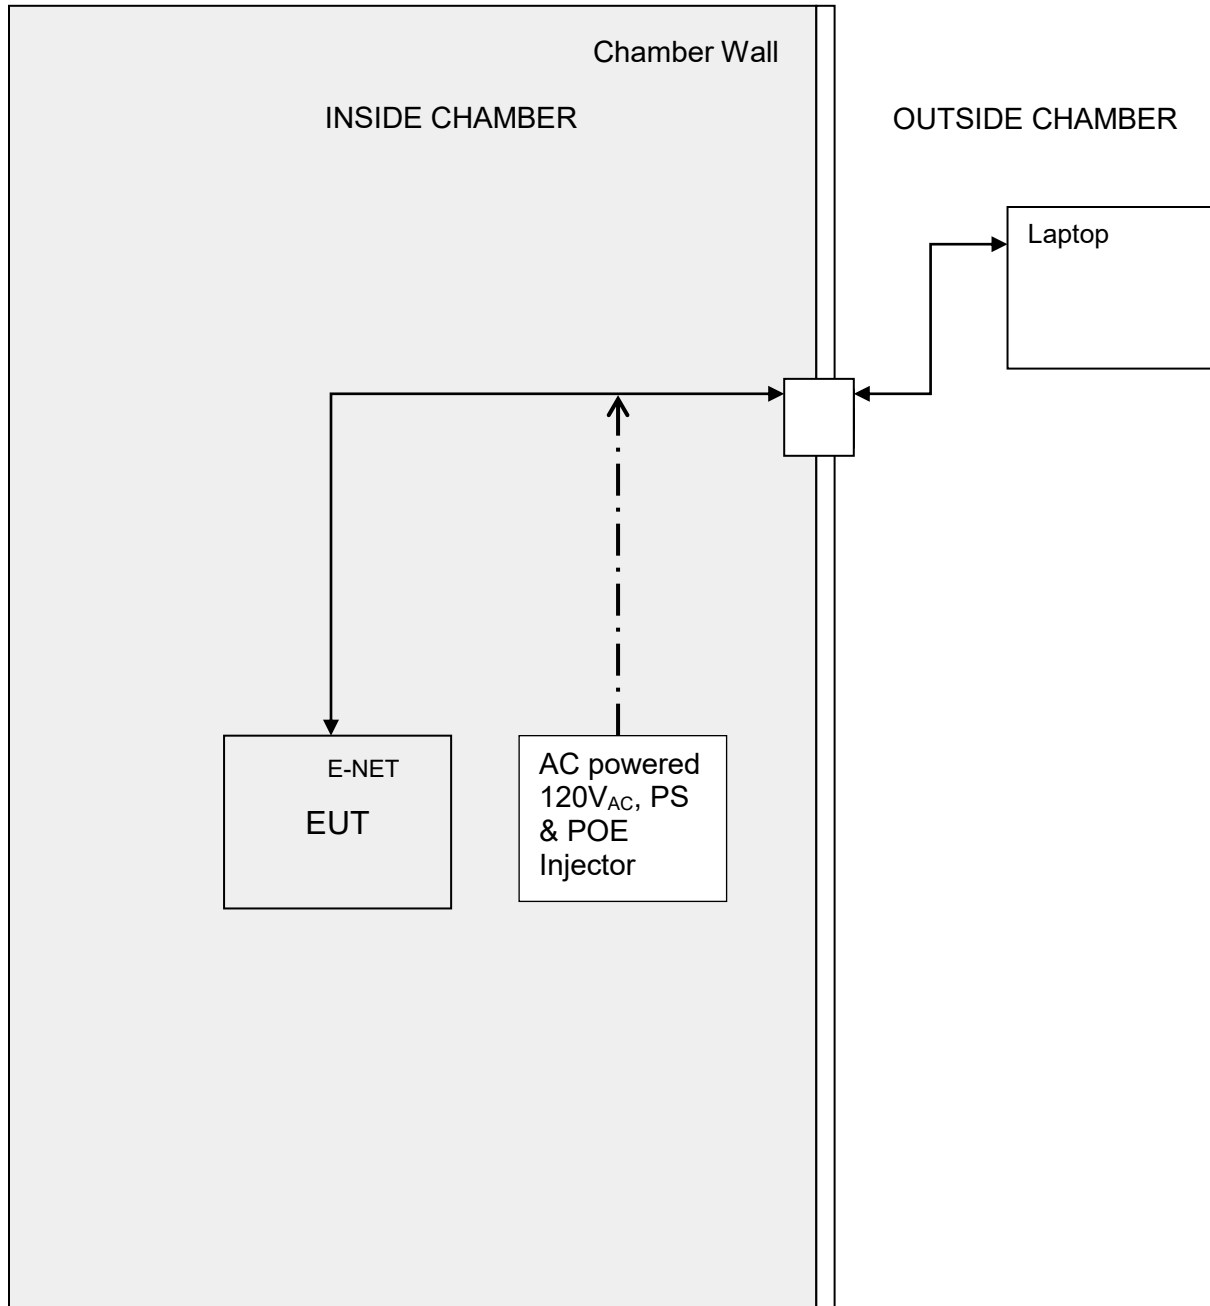 Chamber Wall
INSIDE CHAMBER
OUTSIDE CHAMBER
Laptop
E-NET
EUT
AC powered
120VAC, PS
& POE
Injector